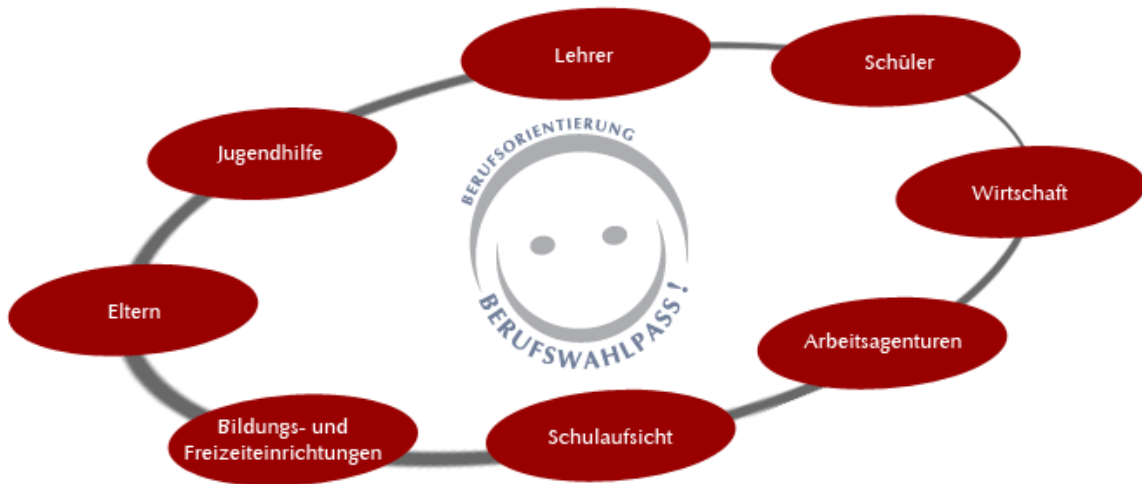 Lehrer
Schüler
Jugendhilfe
BERUFSORIENTIERUNG
Wirtschaft
Eltern
BERUFSWAHLPASS!
Arbeitsagenturen
Bildungs- und
Freizeiteinrichtungen
Schulaufsicht